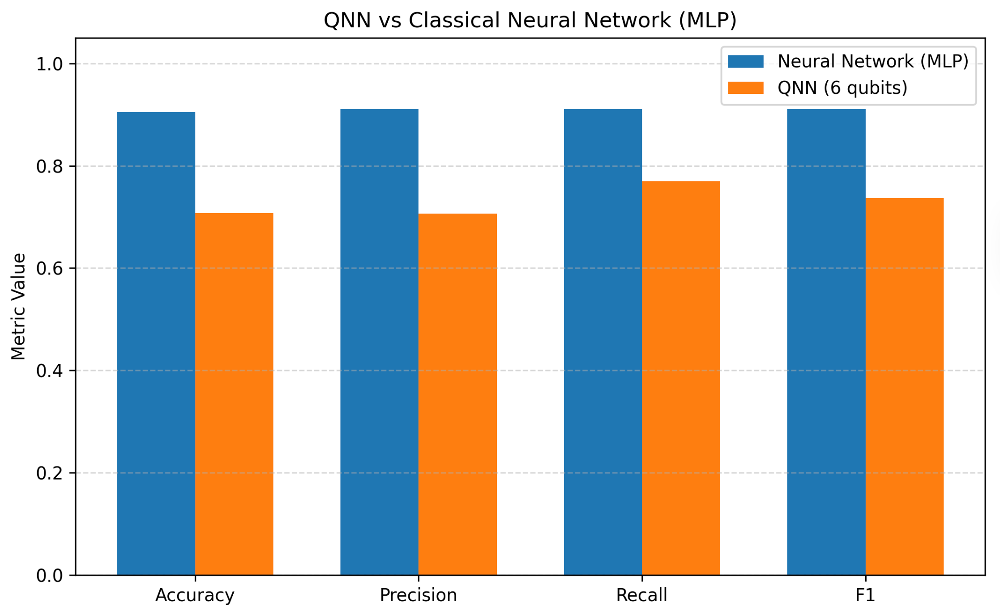 QNN vs Classical Neural Network (MLP)
Neural Network (MLP)
QNN (6 qubits)
Metric Value
1.0
0.8
0.6
0.4
0.2
0.0
Accuracy Precision Recall F1